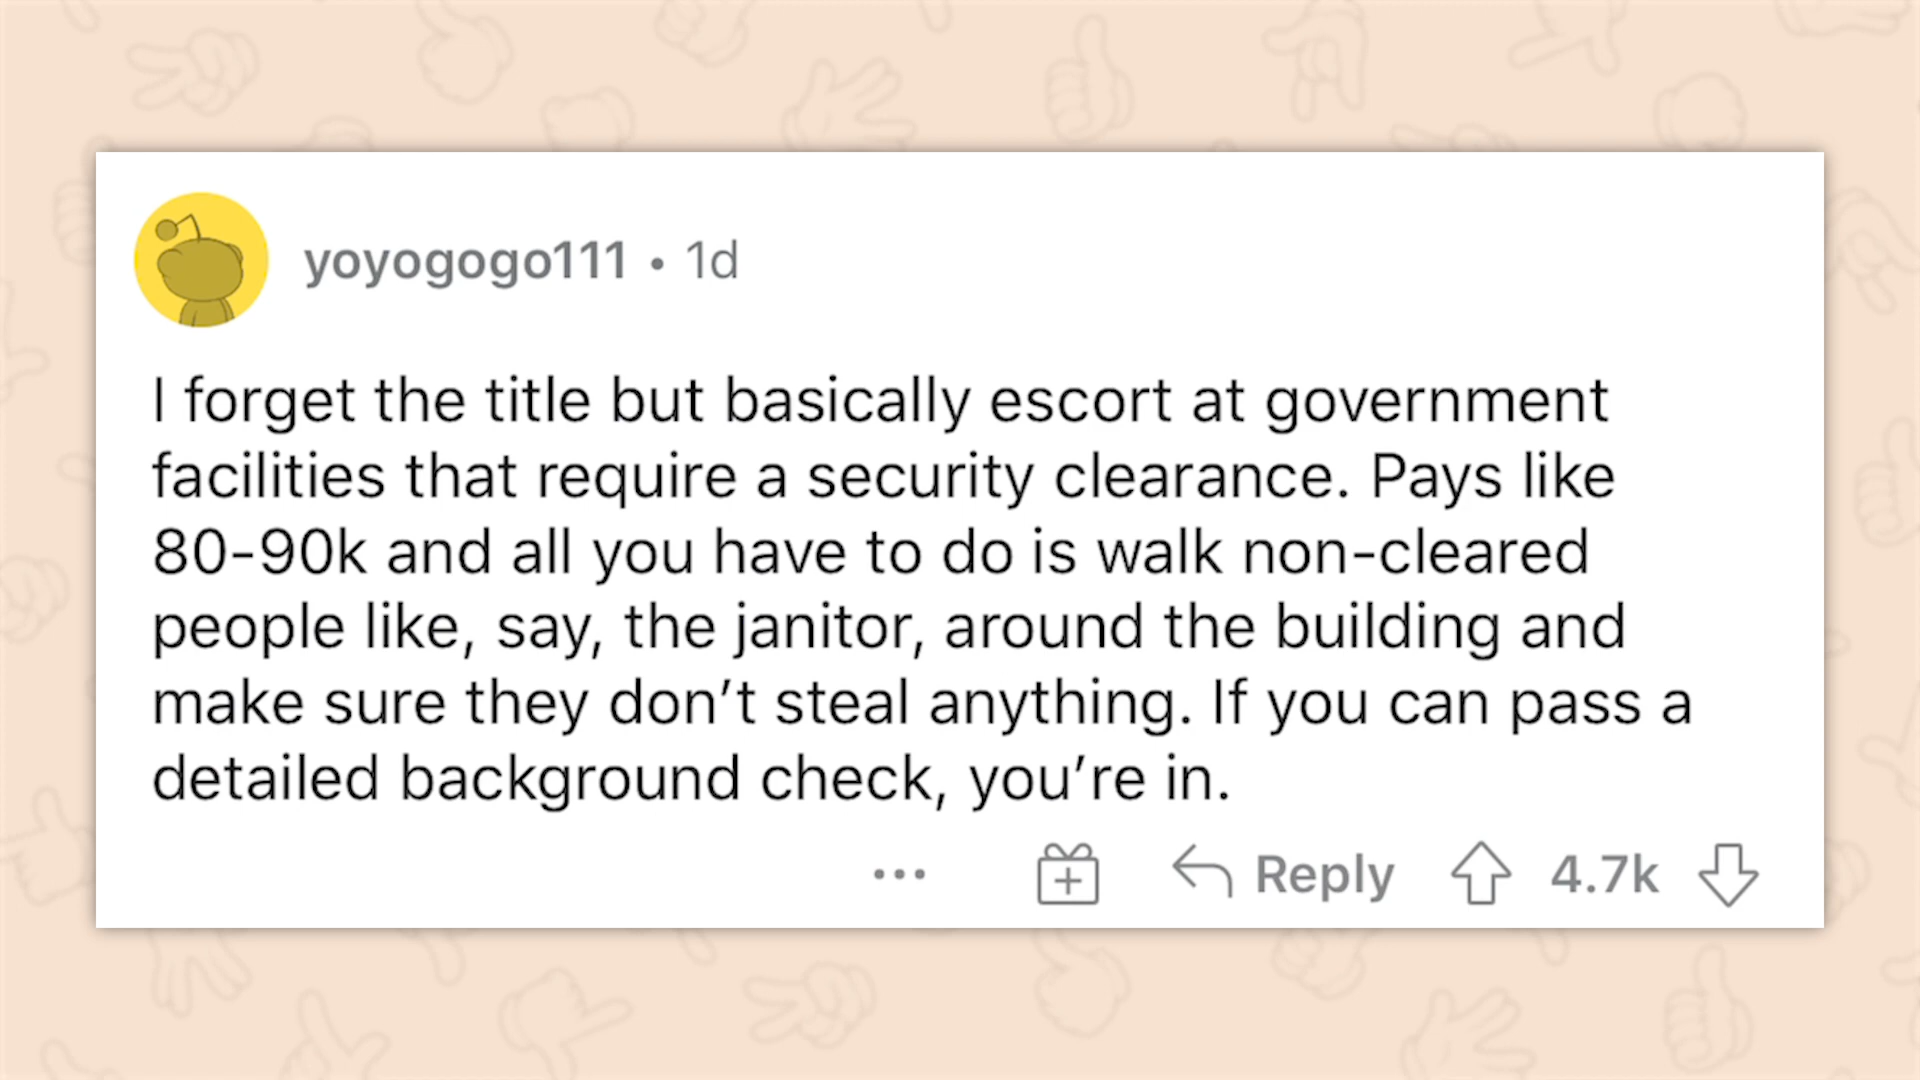 yoyogogo111 • 1d
I forget the title but basically escort at government
facilities that require a security clearance. Pays like
80-90k and all you have to do is walk non-cleared
people like, say, the janitor, around the building and
make sure they don’t steal anything. If you can pass a
detailed background check, you’re in.
... Reply 4.7k